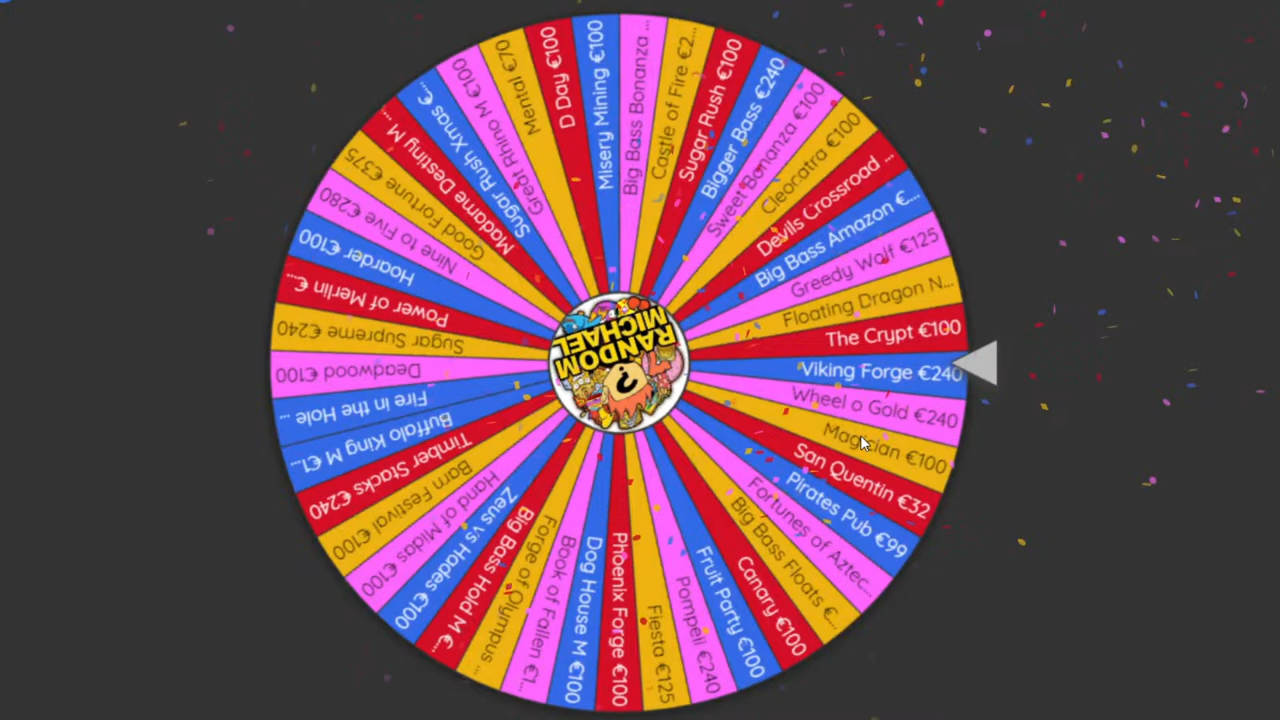 Misery Mining €100
Big Bass Bonanza ...
Castle of Fire €2...
Sugar Rush €100
Bigger Bass €240
Sweet Bonanza €100
Cleocatra €100
Devils Crossroad ...
Big Bass Amazon €...
Greedy Wolf €125
Floating Dragon N...
The Crypt €100
Viking Forge €240
Wheel o Gold €240
Magician €100
San Quentin €32
Pirates Pub €99
Fortunes of Aztec...
Big Bass Floats €...
Canary €100
Fruit Party €100
Pompeii €240
Fiesta €125
Phoenix Forge €100
Dog House M €100
Book of Fallen €1...
Forge of Olympus ...
Big Bass Hold M €...
Zeus vs Hades €100
Hand of Midas €100
Barn Festival €100
Timber Stacks €240
Buffalo King M €1...
Fire in the Hole ...
Deadwood €100
Sugar Supreme €240
Power of Merlin €...
Hoarder €100
Nine to Five €280
Good Fortune €375
Madame Destiny M ...
Sugar Rush Xmas €...
Great Rhino M €100
Mental €70
D Day €100
RANDOM
MICHAEL
?